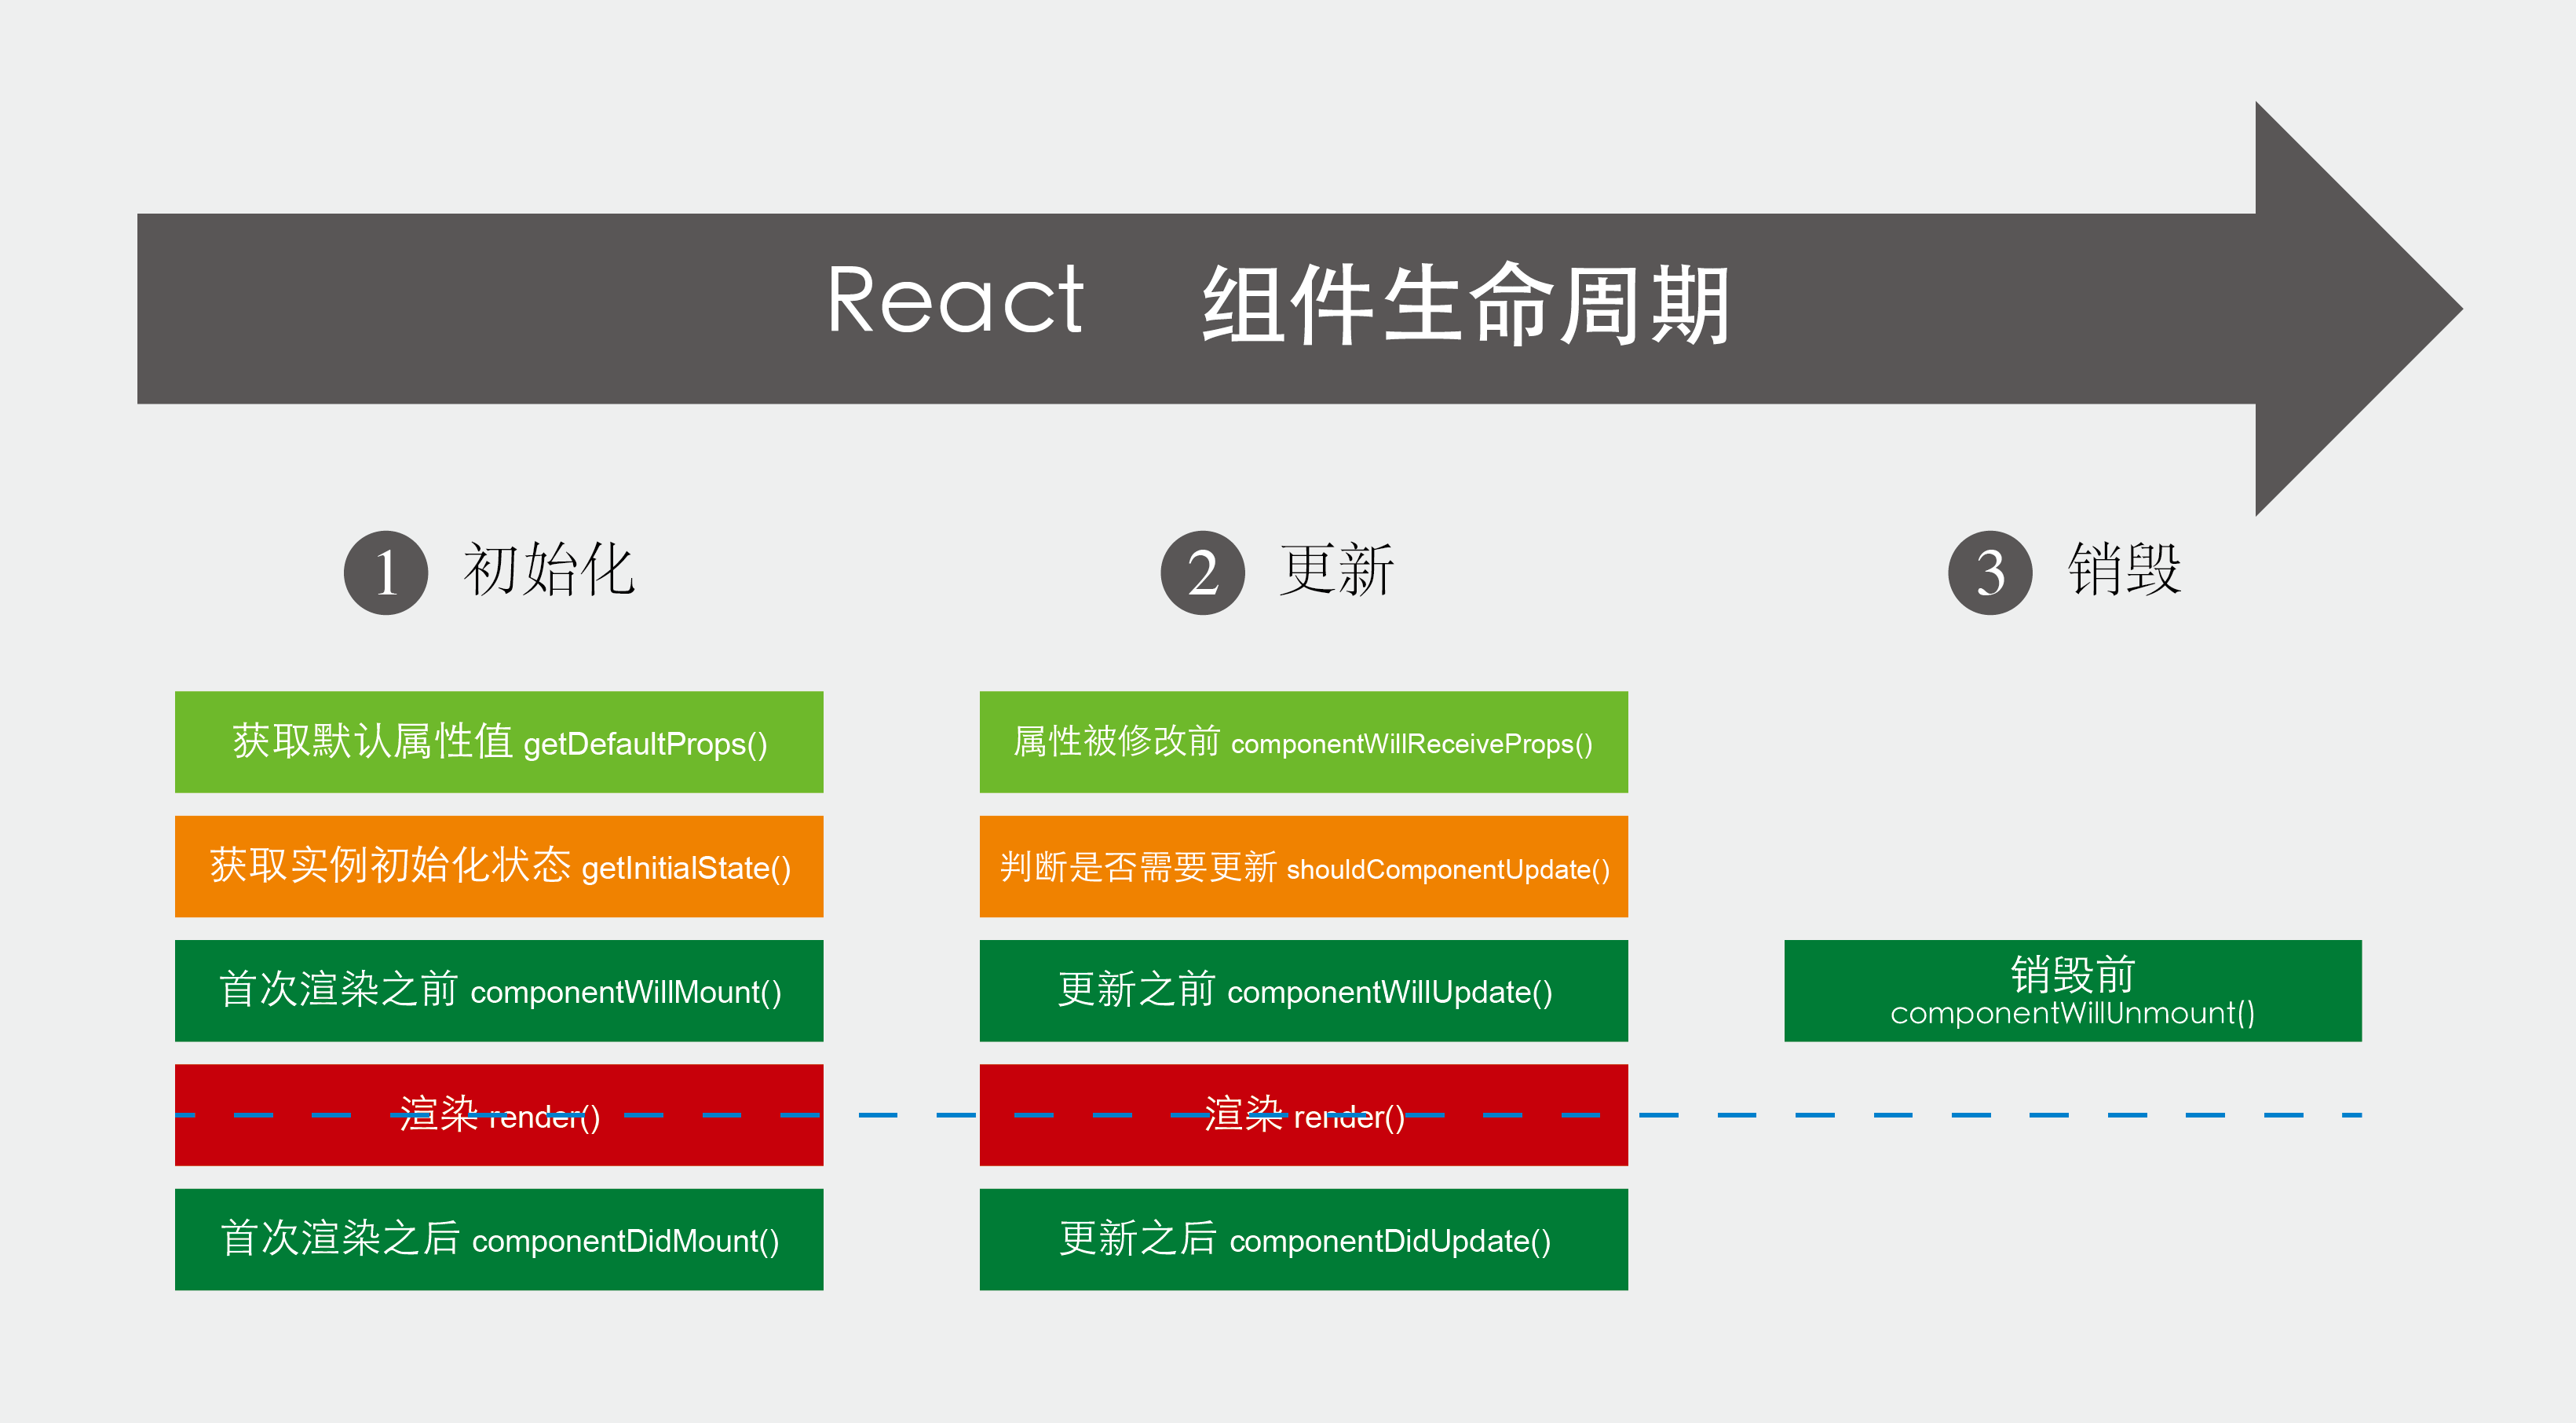 React 组件生命周期
1 初始化
获取默认属性值 getDefaultProps()
获取实例初始化状态 getInitialState()
首次渲染之前 componentWillMount()
渲染 render()
首次渲染之后 componentDidMount()
2 更新
属性被修改前 componentWillReceiveProps()
判断是否需要更新 shouldComponentUpdate()
更新之前 componentWillUpdate()
渲染 render()
更新之后 componentDidUpdate()
3 销毁
销毁前
componentWillUnmount()